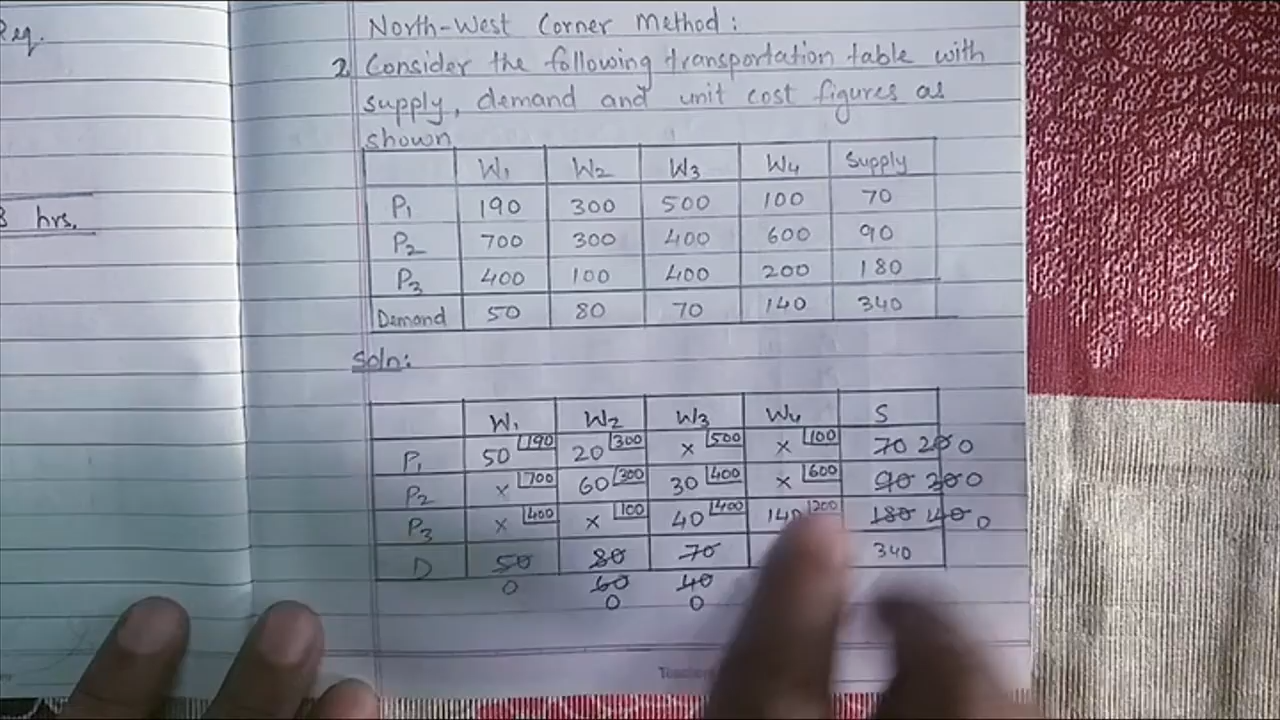 Req.
hrs.
North-West Corner Method:
2. Consider the following transportation table with
supply, demand and unit cost figures as
shown
W1 W2 W3 W4 Supply
P1 190 300 500 100 70
P2 700 300 400 600 90
P3 400 100 400 200 180
Demand 50 80 70 140 340
Soln:
W1 W2 W3 W4 S
P1 50 190 20 300 × 500 × 100 70 20 0
P2 × 700 60 300 30 400 × 600 90 30 0
P3 × 400 × 100 40 400 140 200 180 140 0
D 50 80 70 340
0 60 40
0 0